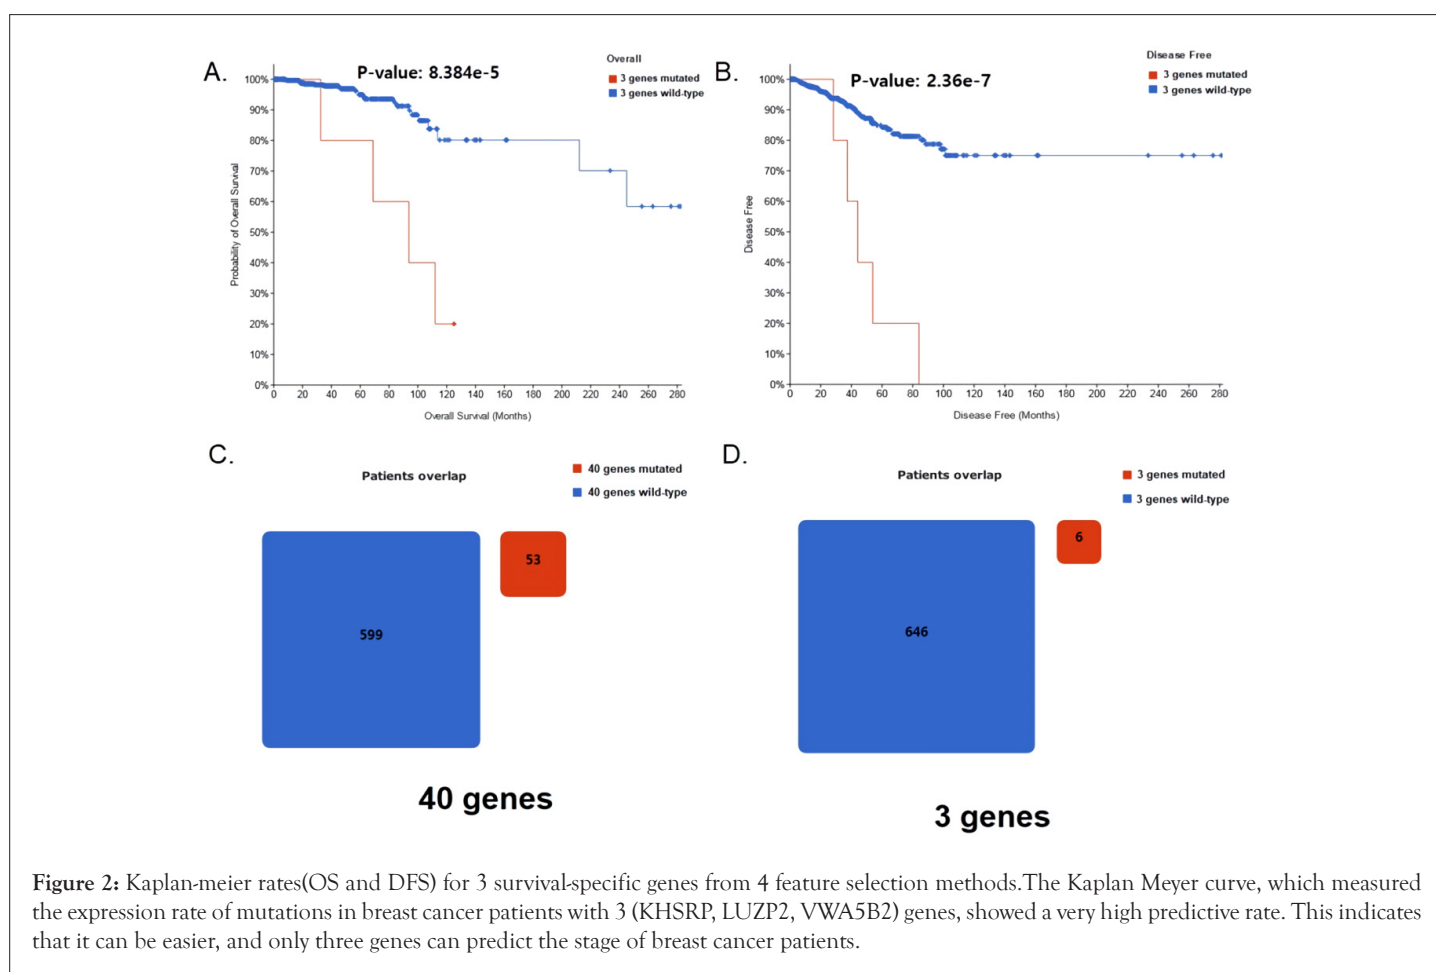 A.
P-value: 8.384e-5
Overall
3 genes mutated
3 genes wild-type
100%
90%
80%
70%
60%
50%
40%
30%
20%
10%
0%
Probability of Overall Survival
0 20 40 60 80 100 120 140 160 180 200 220 240 260 280
Overall Survival (Months)
B.
P-value: 2.36e-7
Disease Free
3 genes mutated
3 genes wild-type
100%
90%
80%
70%
60%
50%
40%
30%
20%
10%
0%
Disease Free
0 20 40 60 80 100 120 140 160 180 200 220 240 260 280
Disease Free (Months)
C.
Patients overlap
40 genes mutated
40 genes wild-type
599
53
40 genes
D.
Patients overlap
3 genes mutated
3 genes wild-type
646
6
3 genes
Figure 2: Kaplan-meier rates(OS and DFS) for 3 survival-specific genes from 4 feature selection methods.The Kaplan Meyer curve, which measured
the expression rate of mutations in breast cancer patients with 3 (KHSRP, LUZP2, VWA5B2) genes, showed a very high predictive rate. This indicates
that it can be easier, and only three genes can predict the stage of breast cancer patients.